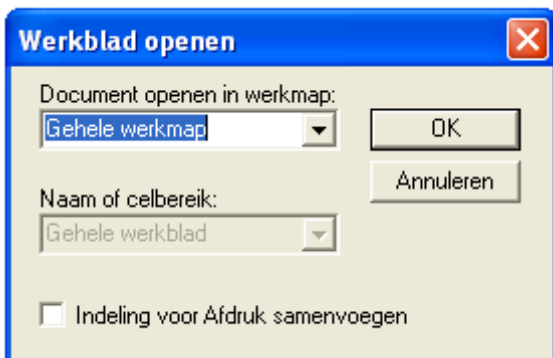 Werkblad openen
Document openen in werkmap:
Gehele werkmap
OK
Annuleren
Naam of celbereik:
Gehele werkblad
Indeling voor Afdruk samenvoegen